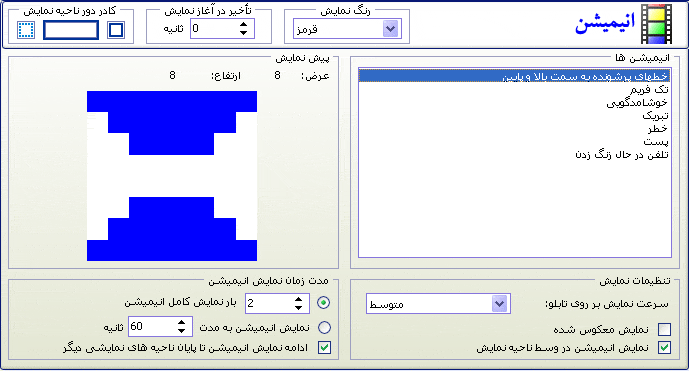 انیمیشن
رنگ نمایش
قرمز
تأخیر در آغاز نمایش
0 ثانیه
کادر دور ناحیه نمایش
انیمیشن ها
خطهای پرشونده به سمت بالا و پایین
تک فریم
خوشامدگویی
تبریک
خطر
پست
تلفن در حال زنگ زدن
پیش نمایش
عرض: 8 ارتفاع: 8
تنظیمات نمایش
سرعت نمایش بر روی تابلو: متوسط
نمایش معکوس شده
نمایش انیمیشن در وسط ناحیه نمایش
مدت زمان نمایش انیمیشن
2 بار نمایش کامل انیمیشن
نمایش انیمیشن به مدت 60 ثانیه
ادامه نمایش انیمیشن تا پایان ناحیه های نمایشی دیگر